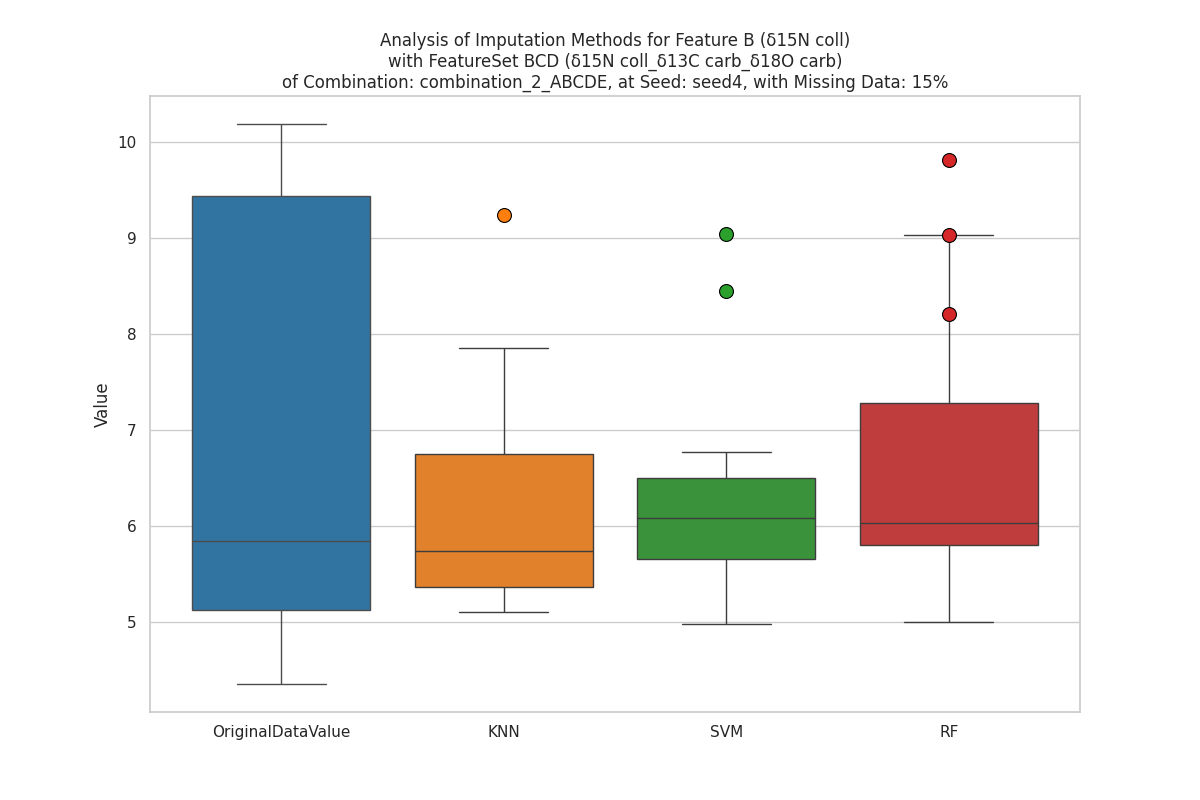 Analysis of Imputation Methods for Feature B (δ15N coll)
with FeatureSet BCD (δ15N coll_δ13C carb_δ18O carb)
of Combination: combination_2_ABCDE, at Seed: seed4, with Missing Data: 15%
10
9
8
7
6
5
Value
OriginalDataValue
KNN
SVM
RF